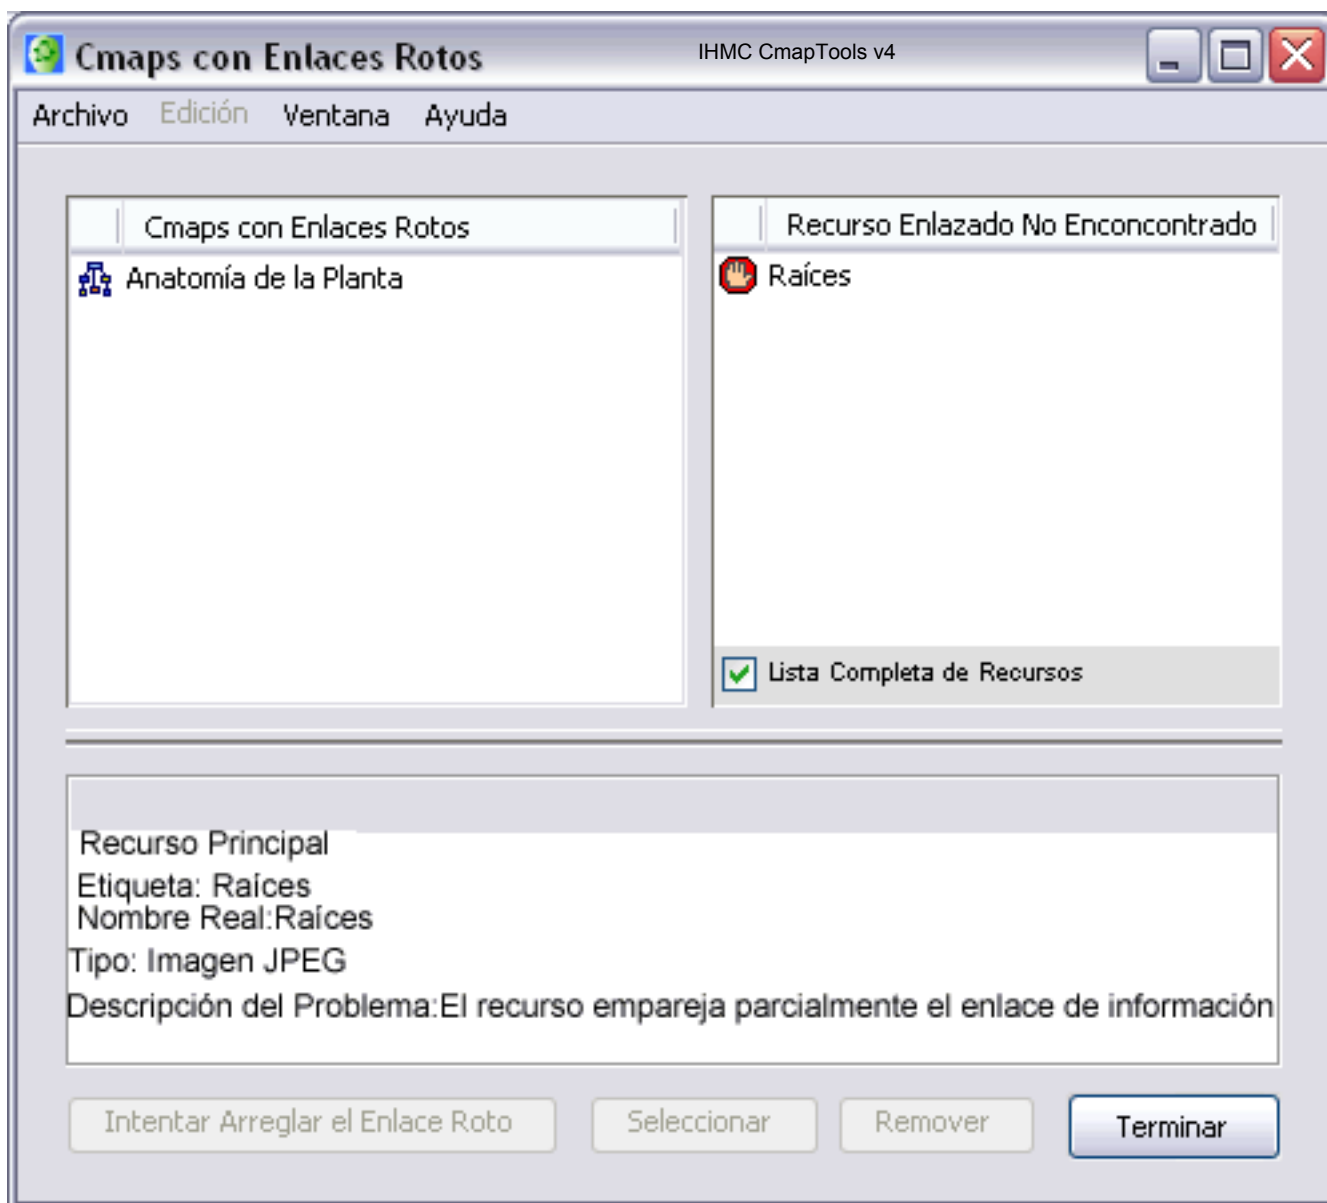 Cmaps con Enlaces Rotos IHMC CmapTools v4
Archivo Edición Ventana Ayuda
Cmaps con Enlaces Rotos
Anatomía de la Planta
Recurso Enlazado No Enconcontrado
Raíces
Lista Completa de Recursos
Recurso Principal
Etiqueta: Raíces
Nombre Real:Raíces
Tipo: Imagen JPEG
Descripción del Problema:El recurso empareja parcialmente el enlace de información
Intentar Arreglar el Enlace Roto Seleccionar Remover Terminar